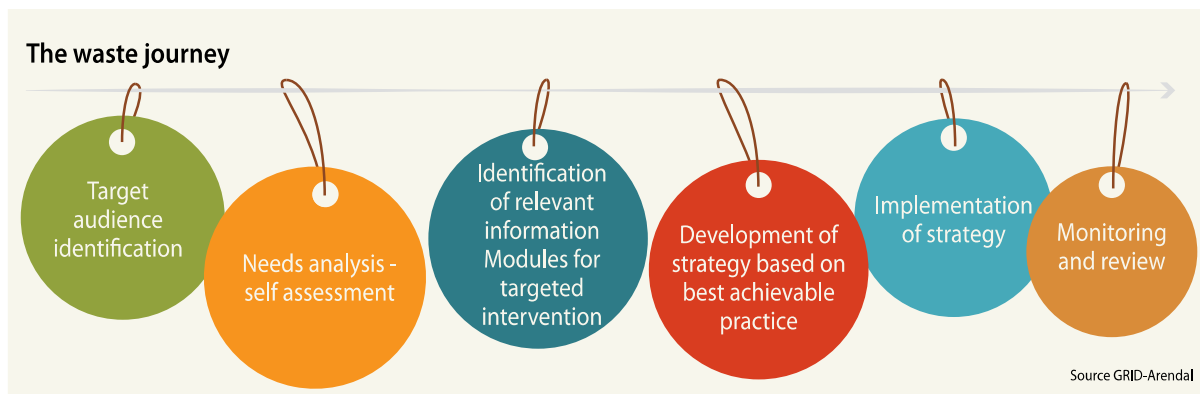 The waste journey
Target
audience
identification
Needs analysis -
self assessment
Identification
of relevant
information
Modules for
targeted
intervention
Development of
strategy based on
best achievable
practice
Implementation
of strategy
Monitoring
and review
Source GRID-Arendal